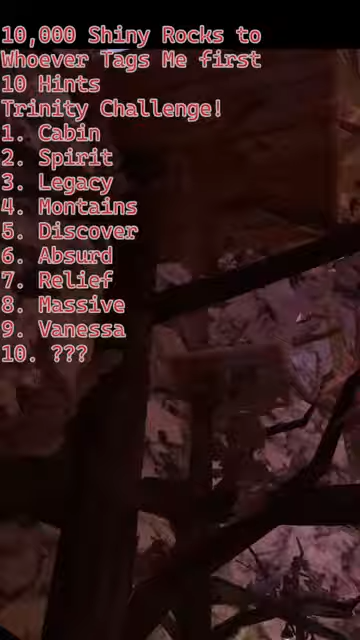 10,000 Shiny Rocks to
Whoever Tags Me first
10 Hints
Trinity Challenge!
1. Cabin
2. Spirit
3. Legacy
4. Montains
5. Discover
6. Absurd
7. Relief
8. Massive
9. Vanessa
10. ???